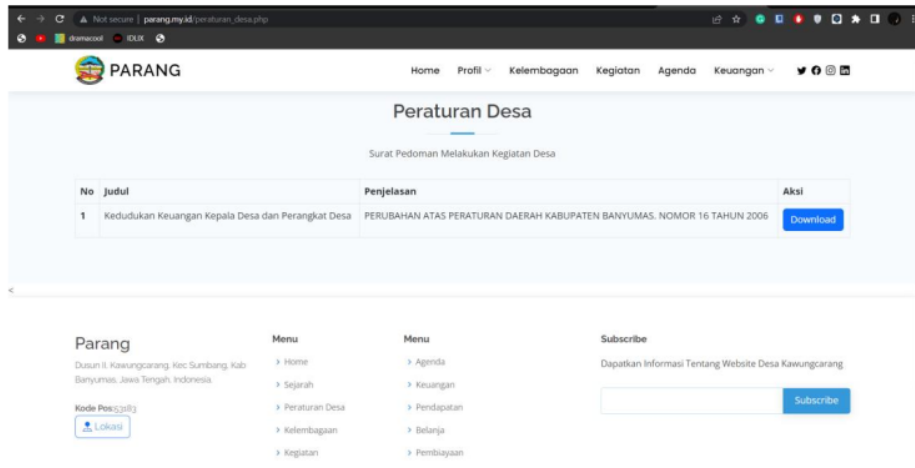 Not secure | parang.my.id/peraturan_desa.php
dramacool IDLIX
PARANG Home Profil Kelembagaan Kegiatan Agenda Keuangan
Peraturan Desa
Surat Pedoman Melakukan Kegiatan Desa
No Judul Penjelasan Aksi
1 Kedudukan Keuangan Kepala Desa dan Perangkat Desa PERUBAHAN ATAS PERATURAN DAERAH KABUPATEN BANYUMAS. NOMOR 16 TAHUN 2006 Download
<
Parang
Dusun II. Kawungcarang, Kec Sumbang, Kab
Banyumas, Jawa Tengah, Indonesia.
Kode Pos:53183
Lokasi
Menu
> Home
> Sejarah
> Peraturan Desa
> Kelembagaan
> Kegiatan
Menu
> Agenda
> Keuangan
> Pendapatan
> Belanja
> Pembiayaan
Subscribe
Dapatkan Informasi Tentang Website Desa Kawungcarang
Subscribe